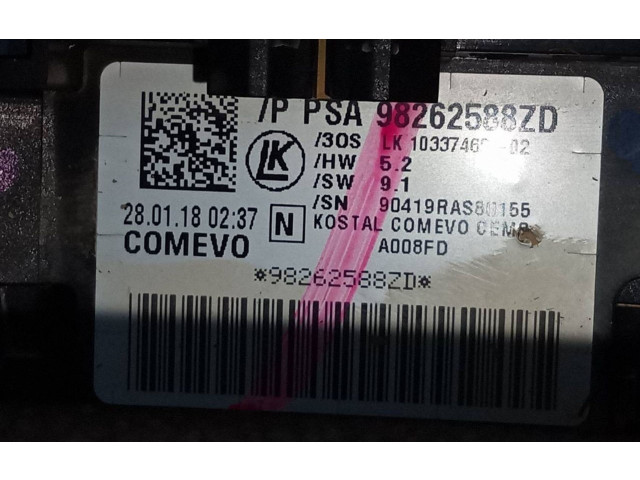 /P PSA 98262588ZD
/30S LK
/HW 5.2
/SW 9.1
/SN
KOSTAL COMEVO
A008FD
LK
28.01.18 02:37 N
COMEVO
*98262588ZD*